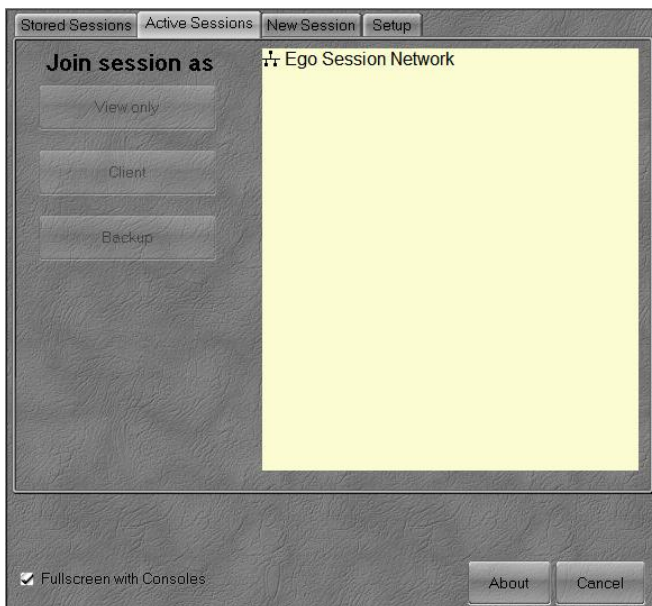 Stored Sessions Active Sessions New Session Setup
Join session as
Ego Session Network
View only
Client
Backup
Fullscreen with Consoles
About Cancel